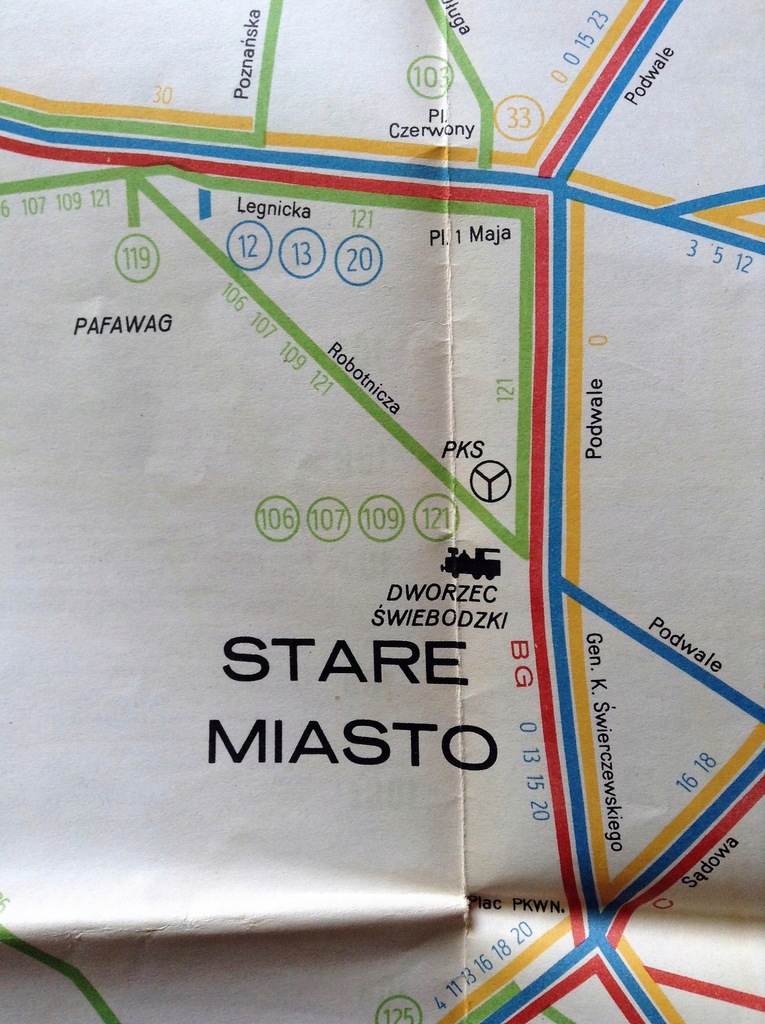 Poznańska
30
103
Pl.
Czerwony
33
0 0 15 23
Podwale
6 107 109 121
119
Legnicka
121
12
13
20
Pl. 1 Maja
3 5 12
PAFAWAG
106 107 109 121
Robotnicza
121
0
Podwale
PKS
106
107
109
121
DWORZEC
ŚWIEBODZKI
STARE
MIASTO
BG
0 13 15 20
Gen. K. Świerczewskiego
Podwale
16 18
Sądowa
C
Plac PKWN.
4 11 13 16 18 20
125